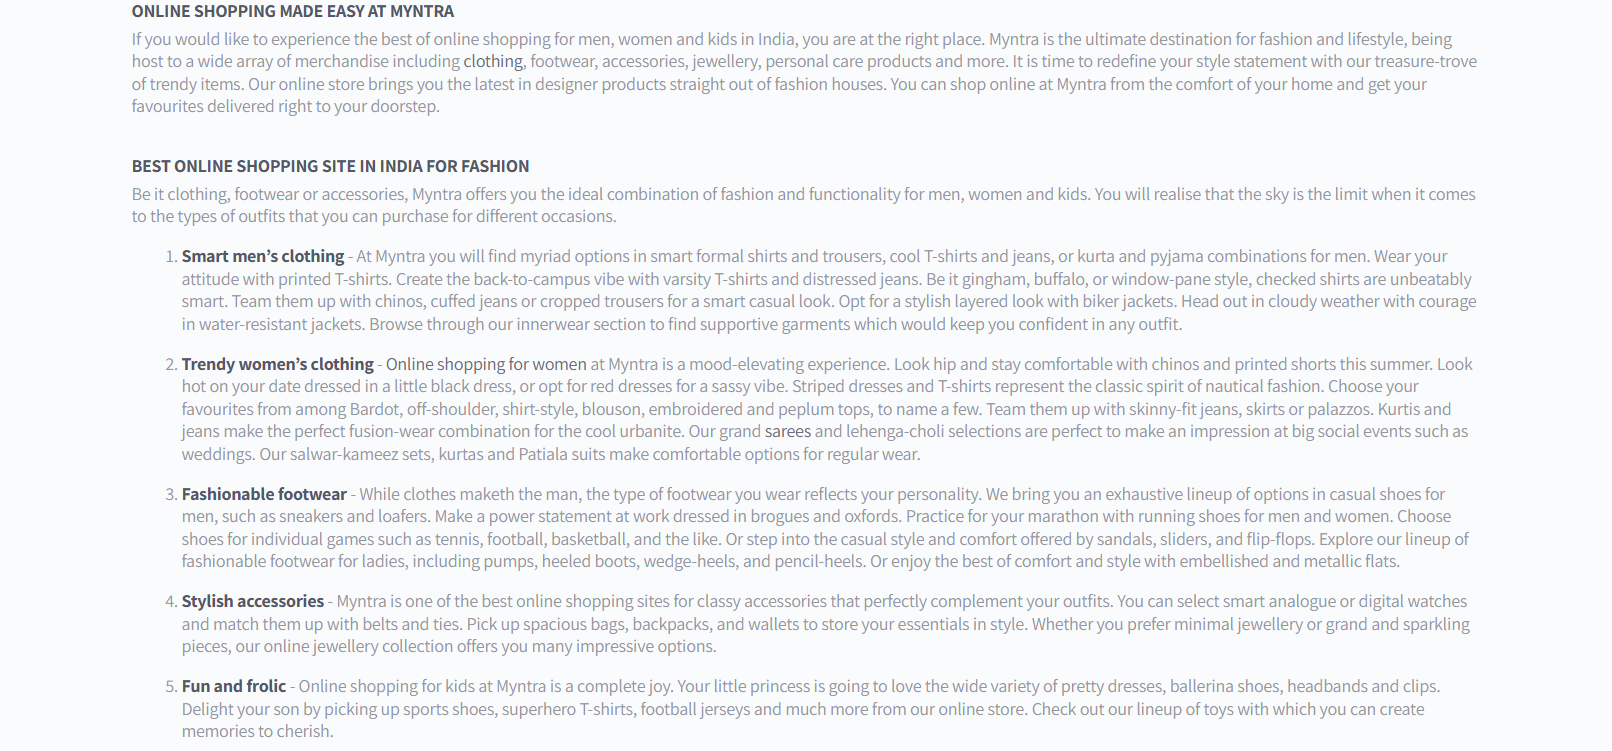 ONLINE SHOPPING MADE EASY AT MYNTRA
If you would like to experience the best of online shopping for men, women and kids in India, you are at the right place. Myntra is the ultimate destination for fashion and lifestyle, being
host to a wide array of merchandise including clothing, footwear, accessories, jewellery, personal care products and more. It is time to redefine your style statement with our treasure-trove
of trendy items. Our online store brings you the latest in designer products straight out of fashion houses. You can shop online at Myntra from the comfort of your home and get your
favourites delivered right to your doorstep.
BEST ONLINE SHOPPING SITE IN INDIA FOR FASHION
Be it clothing, footwear or accessories, Myntra offers you the ideal combination of fashion and functionality for men, women and kids. You will realise that the sky is the limit when it comes
to the types of outfits that you can purchase for different occasions.
1. Smart men’s clothing - At Myntra you will find myriad options in smart formal shirts and trousers, cool T-shirts and jeans, or kurta and pyjama combinations for men. Wear your
attitude with printed T-shirts. Create the back-to-campus vibe with varsity T-shirts and distressed jeans. Be it gingham, buffalo, or window-pane style, checked shirts are unbeatably
smart. Team them up with chinos, cuffed jeans or cropped trousers for a smart casual look. Opt for a stylish layered look with biker jackets. Head out in cloudy weather with courage
in water-resistant jackets. Browse through our innerwear section to find supportive garments which would keep you confident in any outfit.
2. Trendy women’s clothing - Online shopping for women at Myntra is a mood-elevating experience. Look hip and stay comfortable with chinos and printed shorts this summer. Look
hot on your date dressed in a little black dress, or opt for red dresses for a sassy vibe. Striped dresses and T-shirts represent the classic spirit of nautical fashion. Choose your
favourites from among Bardot, off-shoulder, shirt-style, blouson, embroidered and peplum tops, to name a few. Team them up with skinny-fit jeans, skirts or palazzos. Kurtis and
jeans make the perfect fusion-wear combination for the cool urbanite. Our grand sarees and lehenga-choli selections are perfect to make an impression at big social events such as
weddings. Our salwar-kameez sets, kurtas and Patiala suits make comfortable options for regular wear.
3. Fashionable footwear - While clothes maketh the man, the type of footwear you wear reflects your personality. We bring you an exhaustive lineup of options in casual shoes for
men, such as sneakers and loafers. Make a power statement at work dressed in brogues and oxfords. Practice for your marathon with running shoes for men and women. Choose
shoes for individual games such as tennis, football, basketball, and the like. Or step into the casual style and comfort offered by sandals, sliders, and flip-flops. Explore our lineup of
fashionable footwear for ladies, including pumps, heeled boots, wedge-heels, and pencil-heels. Or enjoy the best of comfort and style with embellished and metallic flats.
4. Stylish accessories - Myntra is one of the best online shopping sites for classy accessories that perfectly complement your outfits. You can select smart analogue or digital watches
and match them up with belts and ties. Pick up spacious bags, backpacks, and wallets to store your essentials in style. Whether you prefer minimal jewellery or grand and sparkling
pieces, our online jewellery collection offers you many impressive options.
5. Fun and frolic - Online shopping for kids at Myntra is a complete joy. Your little princess is going to love the wide variety of pretty dresses, ballerina shoes, headbands and clips.
Delight your son by picking up sports shoes, superhero T-shirts, football jerseys and much more from our online store. Check out our lineup of toys with which you can create
memories to cherish.